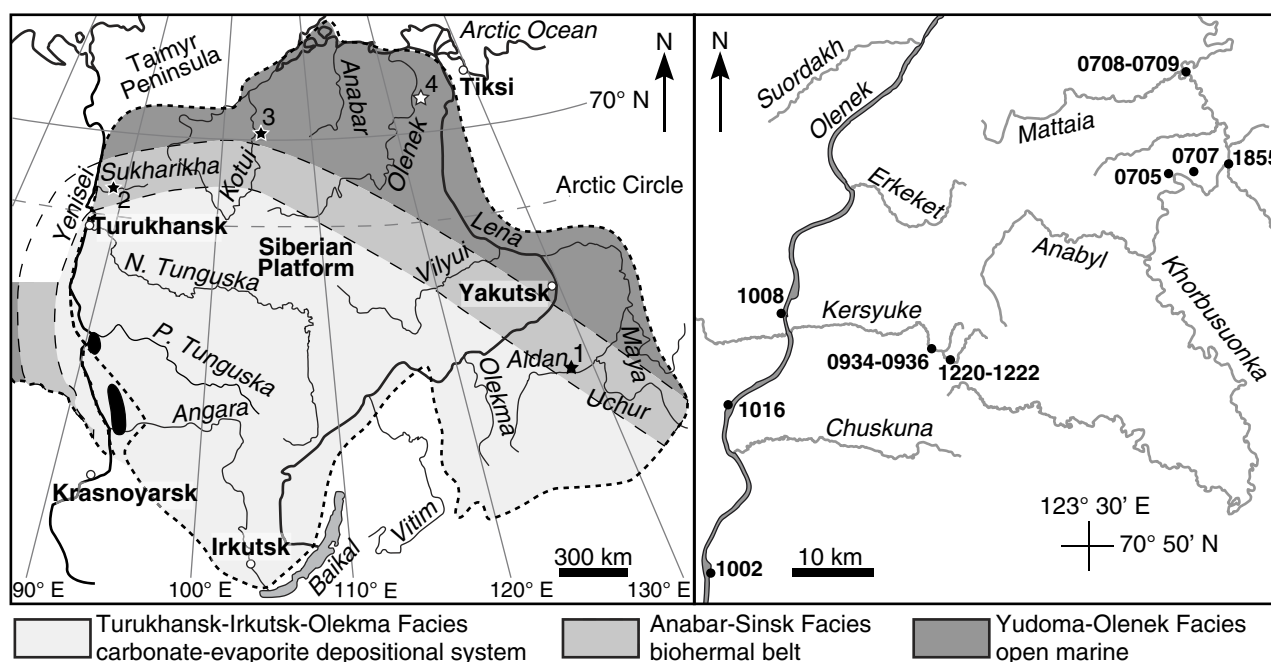 Taimyr
Peninsula
Arctic Ocean
N
Tiksi
70° N
Anabar
4
3
Olenek
Kotuj
Sukharikha
2
Arctic Circle
Yenisei
Turukhansk
Lena
Siberian
Platform
Vilyui
N. Tunguska
Yakutsk
P. Tunguska
Aldan
1
Maya
Olekma
Uchur
Angara
Krasnoyarsk
Vitim
Irkutsk
Baikal
300 km
90° E
100° E
110° E
120° E
130° E
N
Suordakh
Olenek
0708-0709
Mattaia
0707
1855
0705
Erkeket
Anabyl
Khorbusuonka
1008
Kersyuke
0934-0936
1220-1222
1016
Chuskuna
123° 30' E
70° 50' N
1002
10 km
Turukhansk-Irkutsk-Olekma Facies
carbonate-evaporite depositional system
Anabar-Sinsk Facies
biohermal belt
Yudoma-Olenek Facies
open marine